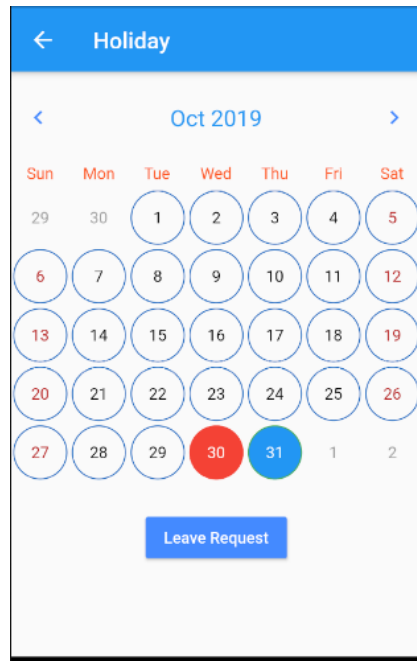 Holiday
Oct 2019
Sun Mon Tue Wed Thu Fri Sat
29 30 1 2 3 4 5
6 7 8 9 10 11 12
13 14 15 16 17 18 19
20 21 22 23 24 25 26
27 28 29 30 31 1 2
Leave Request